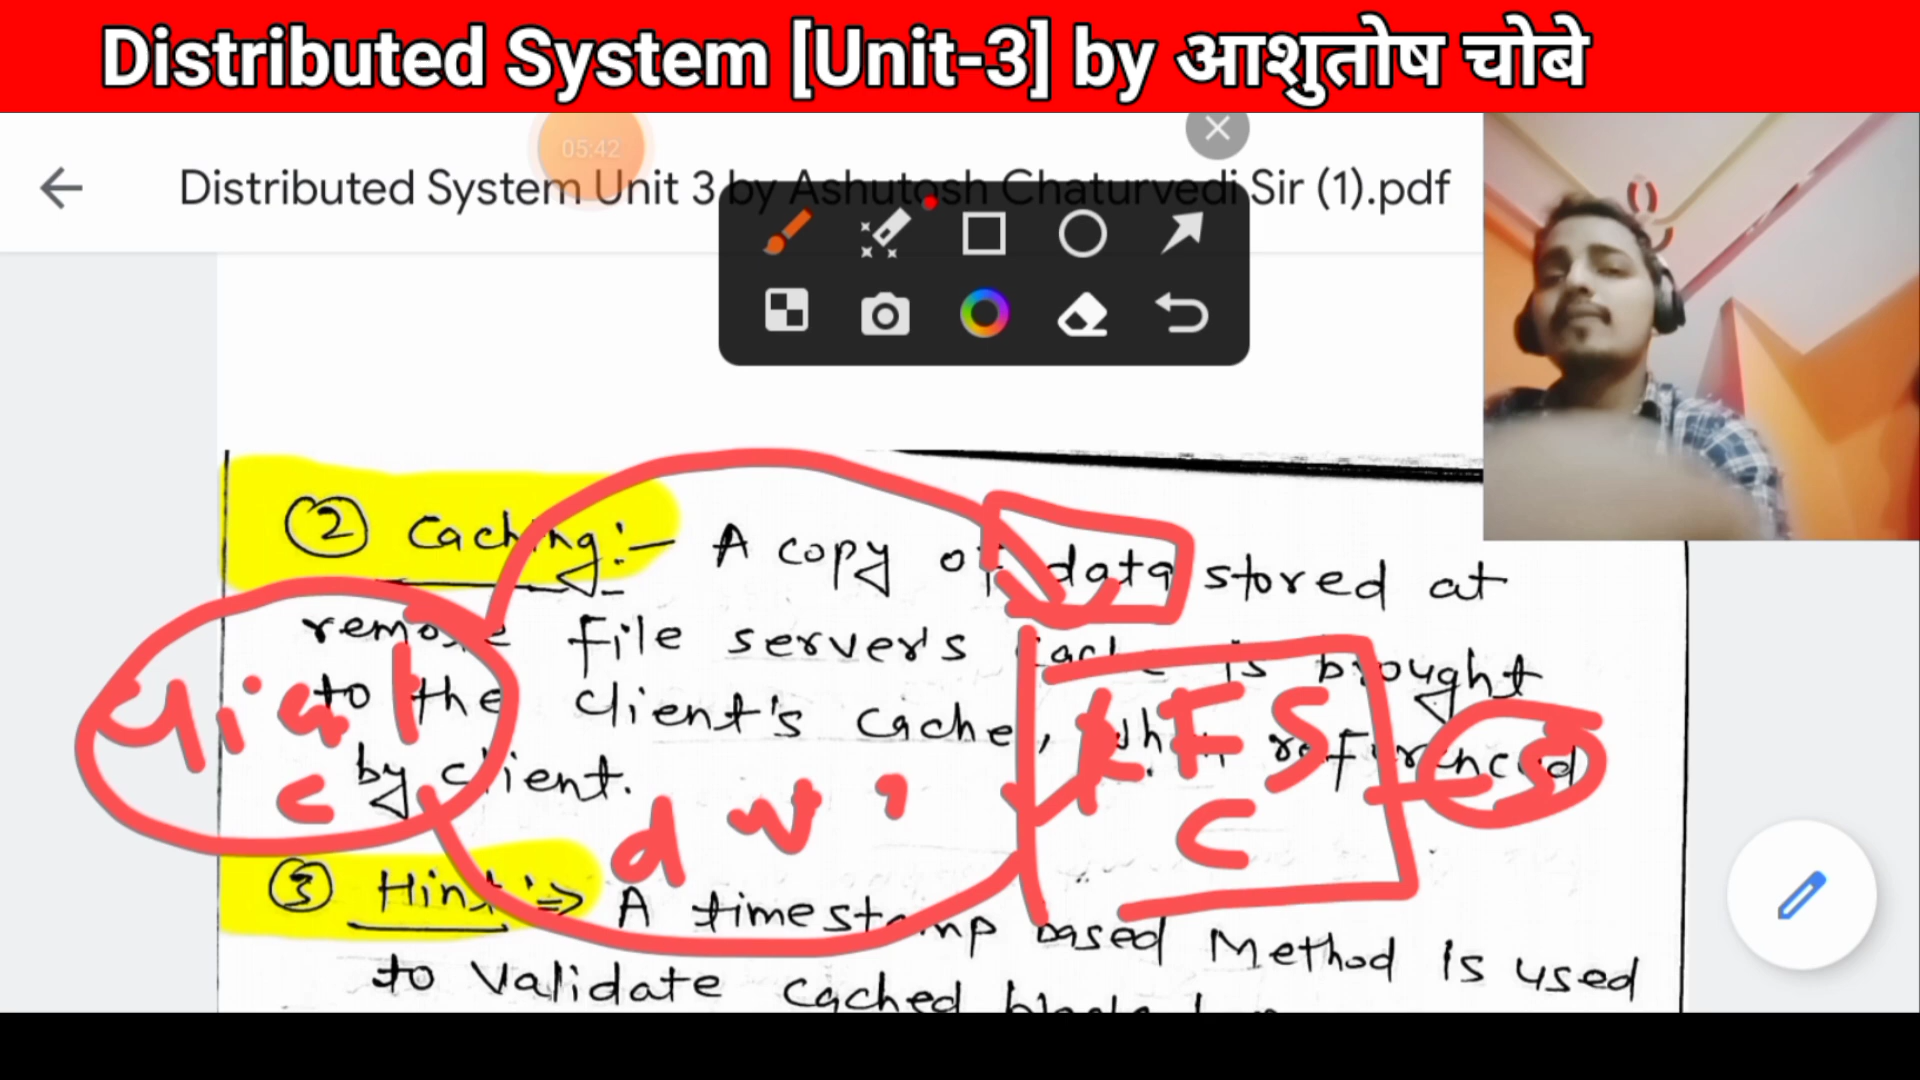 Distributed System [Unit-3] by आशुतोष चोबे
05:42
Distributed System Unit 3 by Ashutosh Chaturvedi Sir (1).pdf
② Caching:- A copy of data stored at
remote file server's cache is brought
to the client's cache, when referenced
by client.
RFS
C
S
C
③ Hint :⇒ A timestamp based Method is used
to validate cached